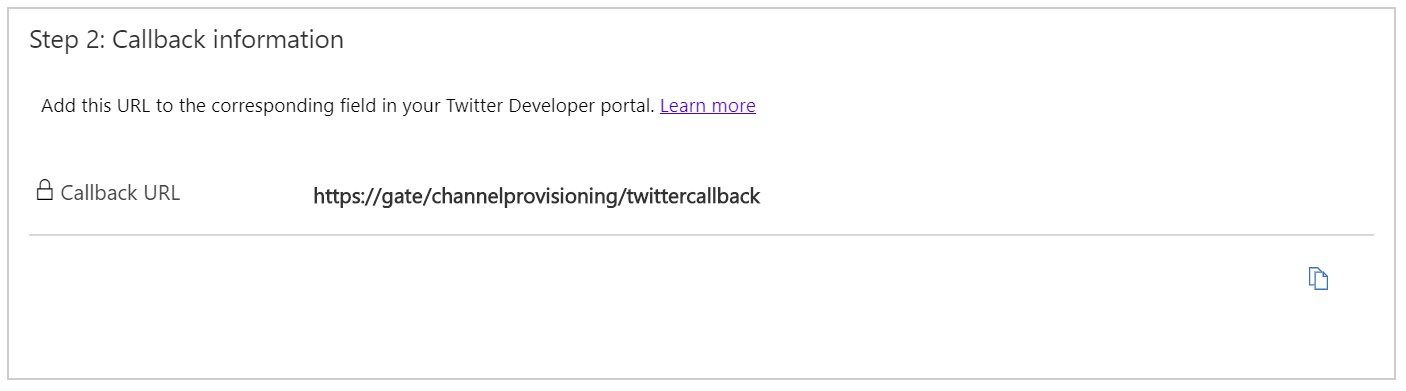 Step 2: Callback information
Add this URL to the corresponding field in your Twitter Developer portal. Learn more
Callback URL https://gate/channelprovisioning/twittercallback